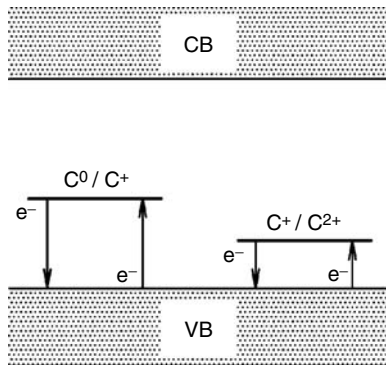 CB
C⁰ / C⁺
e⁻
e⁻
C⁺ / C²⁺
e⁻
e⁻
VB